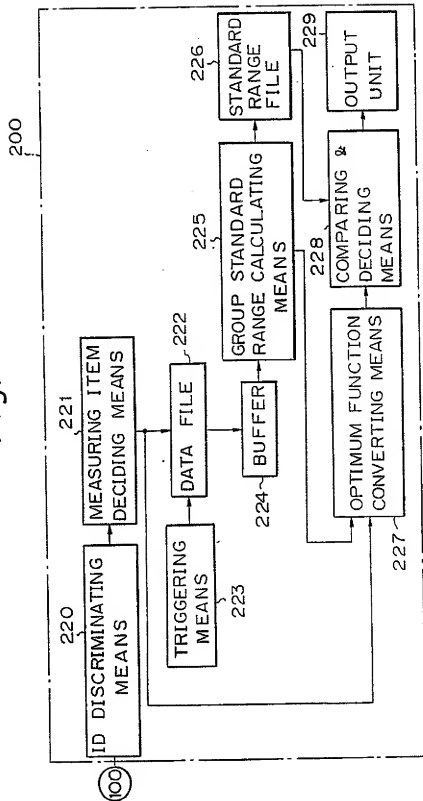 200
100
220
ID DISCRIMINATING
MEANS
221
MEASURING ITEM
DECIDING MEANS
222
DATA FILE
TRIGGERING
MEANS
223
BUFFER
224
225
GROUP STANDARD
RANGE CALCULATING
MEANS
226
STANDARD
RANGE
FILE
OPTIMUM FUNCTION
CONVERTING MEANS
227
228
COMPARING &
DECIDING
MEANS
229
OUTPUT
UNIT